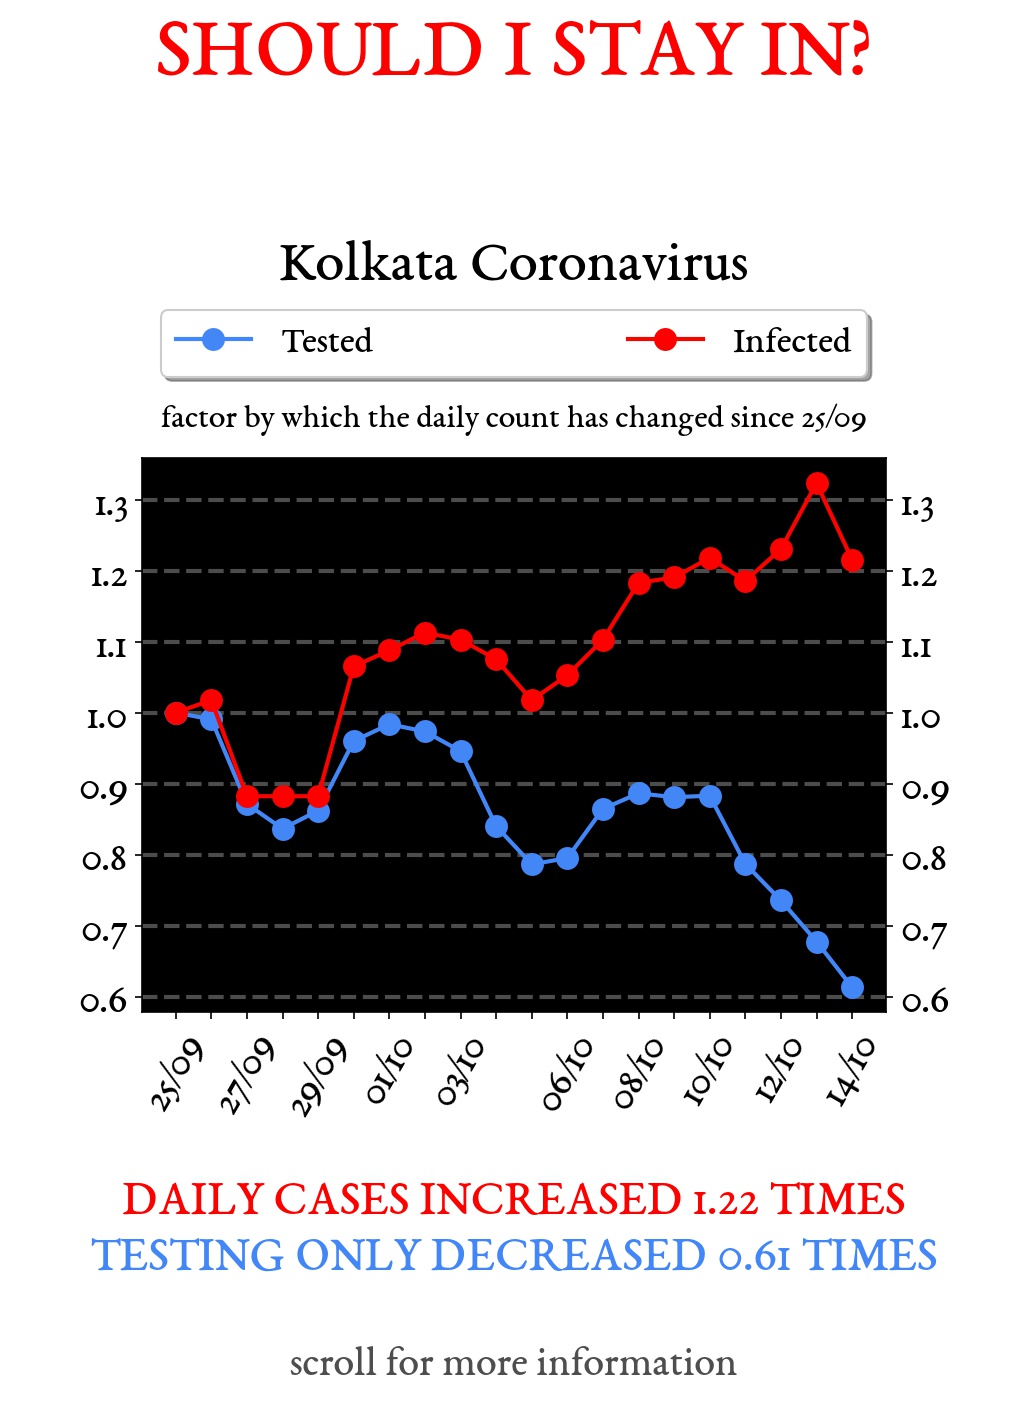 SHOULD I STAY IN?
Kolkata Coronavirus
Tested Infected
factor by which the daily count has changed since 25/09
1.3 1.3
1.2 1.2
1.1 1.1
1.0 1.0
0.9 0.9
0.8 0.8
0.7 0.7
0.6 0.6
25/09 27/09 29/09 01/10 03/10 06/10 08/10 10/10 12/10 14/10
DAILY CASES INCREASED 1.22 TIMES
TESTING ONLY DECREASED 0.61 TIMES
scroll for more information